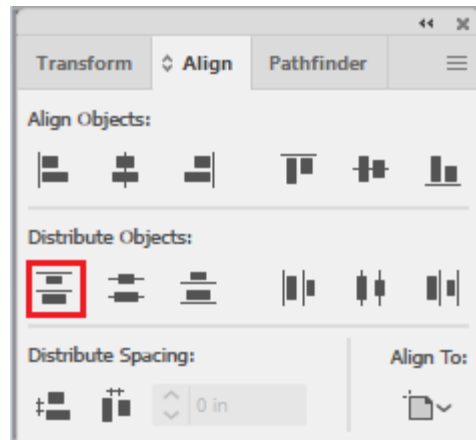 Transform Align Pathfinder
Align Objects:
Distribute Objects:
Distribute Spacing: Align To:
0 in